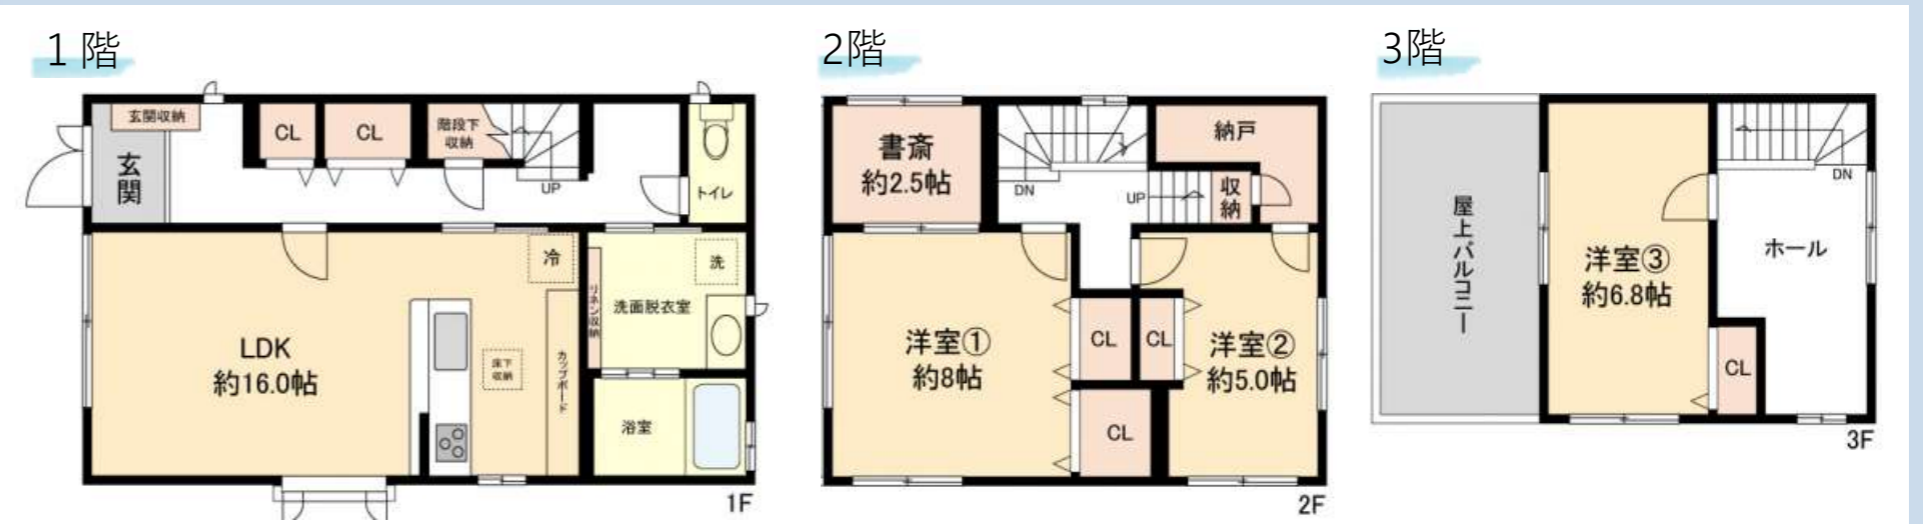 1階
玄関収納
玄関
CL
CL
階段下
収納
UP
トイレ
LDK
約16.0帖
冷
床下
収納
カップボード
リネン収納
洗
洗面脱衣室
浴室
1F
2階
書斎
約2.5帖
DN
UP
納戸
収納
洋室①
約8帖
CL
CL
CL
洋室②
約5.0帖
2F
3階
屋上バルコニー
洋室③
約6.8帖
DN
ホール
CL
3F